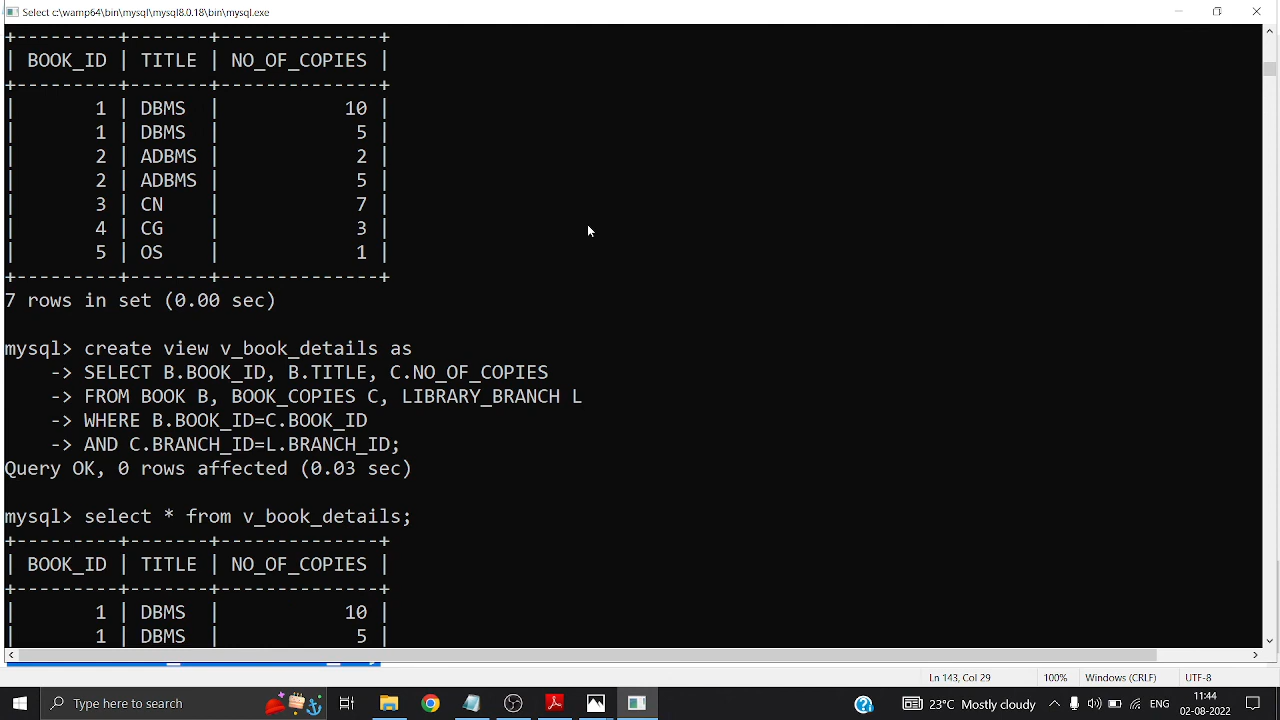 Select c:\wamp64\bin\mysql\mysql8.0.18\bin\mysql.exe
+---------+-------+--------------+
| BOOK_ID | TITLE | NO_OF_COPIES |
+---------+-------+--------------+
|       1 | DBMS  |           10 |
|       1 | DBMS  |            5 |
|       2 | ADBMS |            2 |
|       2 | ADBMS |            5 |
|       3 | CN    |            7 |
|       4 | CG    |            3 |
|       5 | OS    |            1 |
+---------+-------+--------------+
7 rows in set (0.00 sec)
mysql> create view v_book_details as
    -> SELECT B.BOOK_ID, B.TITLE, C.NO_OF_COPIES
    -> FROM BOOK B, BOOK_COPIES C, LIBRARY_BRANCH L
    -> WHERE B.BOOK_ID=C.BOOK_ID
    -> AND C.BRANCH_ID=L.BRANCH_ID;
Query OK, 0 rows affected (0.03 sec)
mysql> select * from v_book_details;
+---------+-------+--------------+
| BOOK_ID | TITLE | NO_OF_COPIES |
+---------+-------+--------------+
|       1 | DBMS  |           10 |
|       1 | DBMS  |            5 |
Ln 143, Col 29 100% Windows (CRLF) UTF-8
Type here to search 23°C Mostly cloudy ENG 11:44
02-08-2022